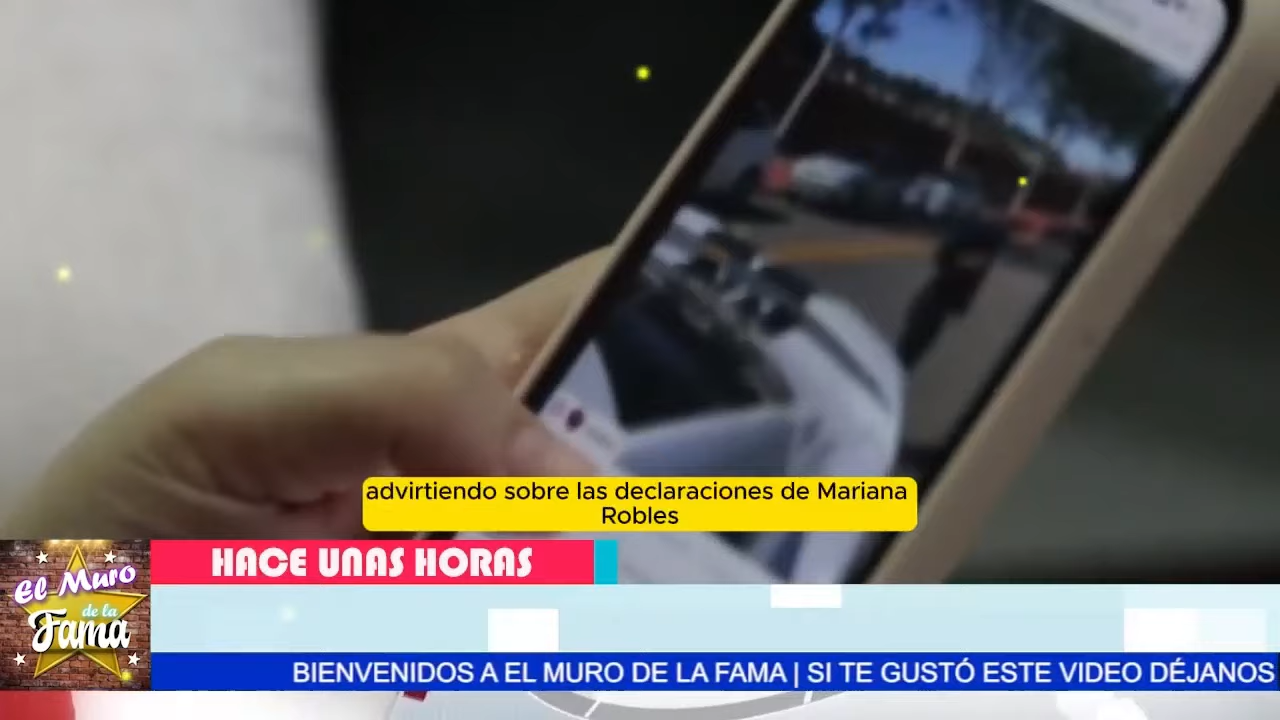 advirtiendo sobre las declaraciones de Mariana
Robles
HACE UNAS HORAS
El Muro
de la
Fama
BIENVENIDOS A EL MURO DE LA FAMA | SI TE GUSTÓ ESTE VIDEO DÉJANOS